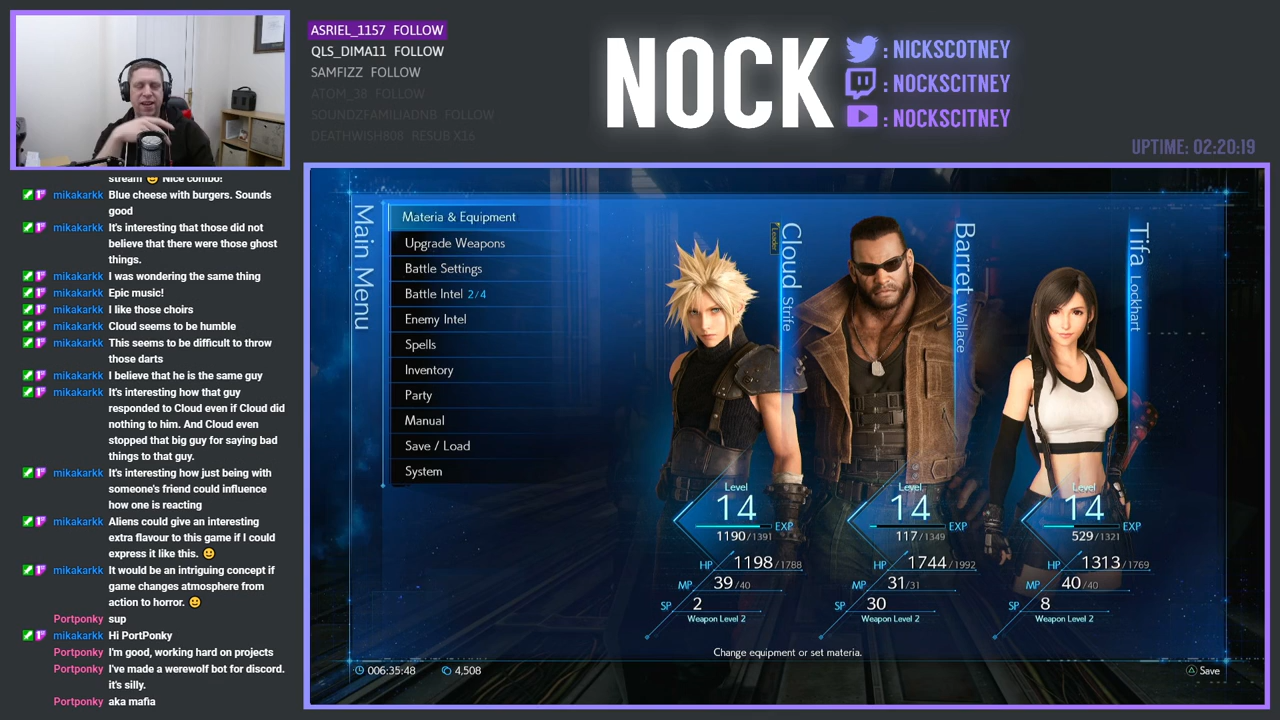 ASRIEL_1157 FOLLOW
QLS_DIMA11 FOLLOW
SAMFIZZ FOLLOW
ATOM_38 FOLLOW
SOUNDZFAMILIADNB FOLLOW
DEATHWISH808 RESUB X16
NOCK
: NICKSCOTNEY
: NOCKSCITNEY
: NOCKSCITNEY
UPTIME: 02:20:19
stream 😀 Nice combo!
mikakarkk Blue cheese with burgers. Sounds
good
mikakarkk It's interesting that those did not
believe that there were those ghost
things.
mikakarkk I was wondering the same thing
mikakarkk Epic music!
mikakarkk I like those choirs
mikakarkk Cloud seems to be humble
mikakarkk This seems to be difficult to throw
those darts
mikakarkk I believe that he is the same guy
mikakarkk It's interesting how that guy
responded to Cloud even if Cloud did
nothing to him. And Cloud even
stopped that big guy for saying bad
things to that guy.
mikakarkk It's interesting how just being with
someone's friend could influence
how one is reacting
mikakarkk Aliens could give an interesting
extra flavour to this game if I could
express it like this. 😀
mikakarkk It would be an intriguing concept if
game changes atmosphere from
action to horror. 😀
Portponky sup
mikakarkk Hi PortPonky
Portponky I'm good, working hard on projects
Portponky I've made a werewolf bot for discord.
it's silly.
Portponky aka mafia
Main Menu
Materia & Equipment
Upgrade Weapons
Battle Settings
Battle Intel 2/4
Enemy Intel
Spells
Inventory
Party
Manual
Save / Load
System
Leader
Cloud Strife
Level
14
EXP
1190/1391
HP 1198/1788
MP 39/40
SP 2
Weapon Level 2
Barret Wallace
Level
14
EXP
117/1349
HP 1744/1992
MP 31/31
SP 30
Weapon Level 2
Tifa Lockhart
Level
14
EXP
529/1321
HP 1313/1769
MP 40/40
SP 8
Weapon Level 2
Change equipment or set materia.
006:35:48
4,508
Save